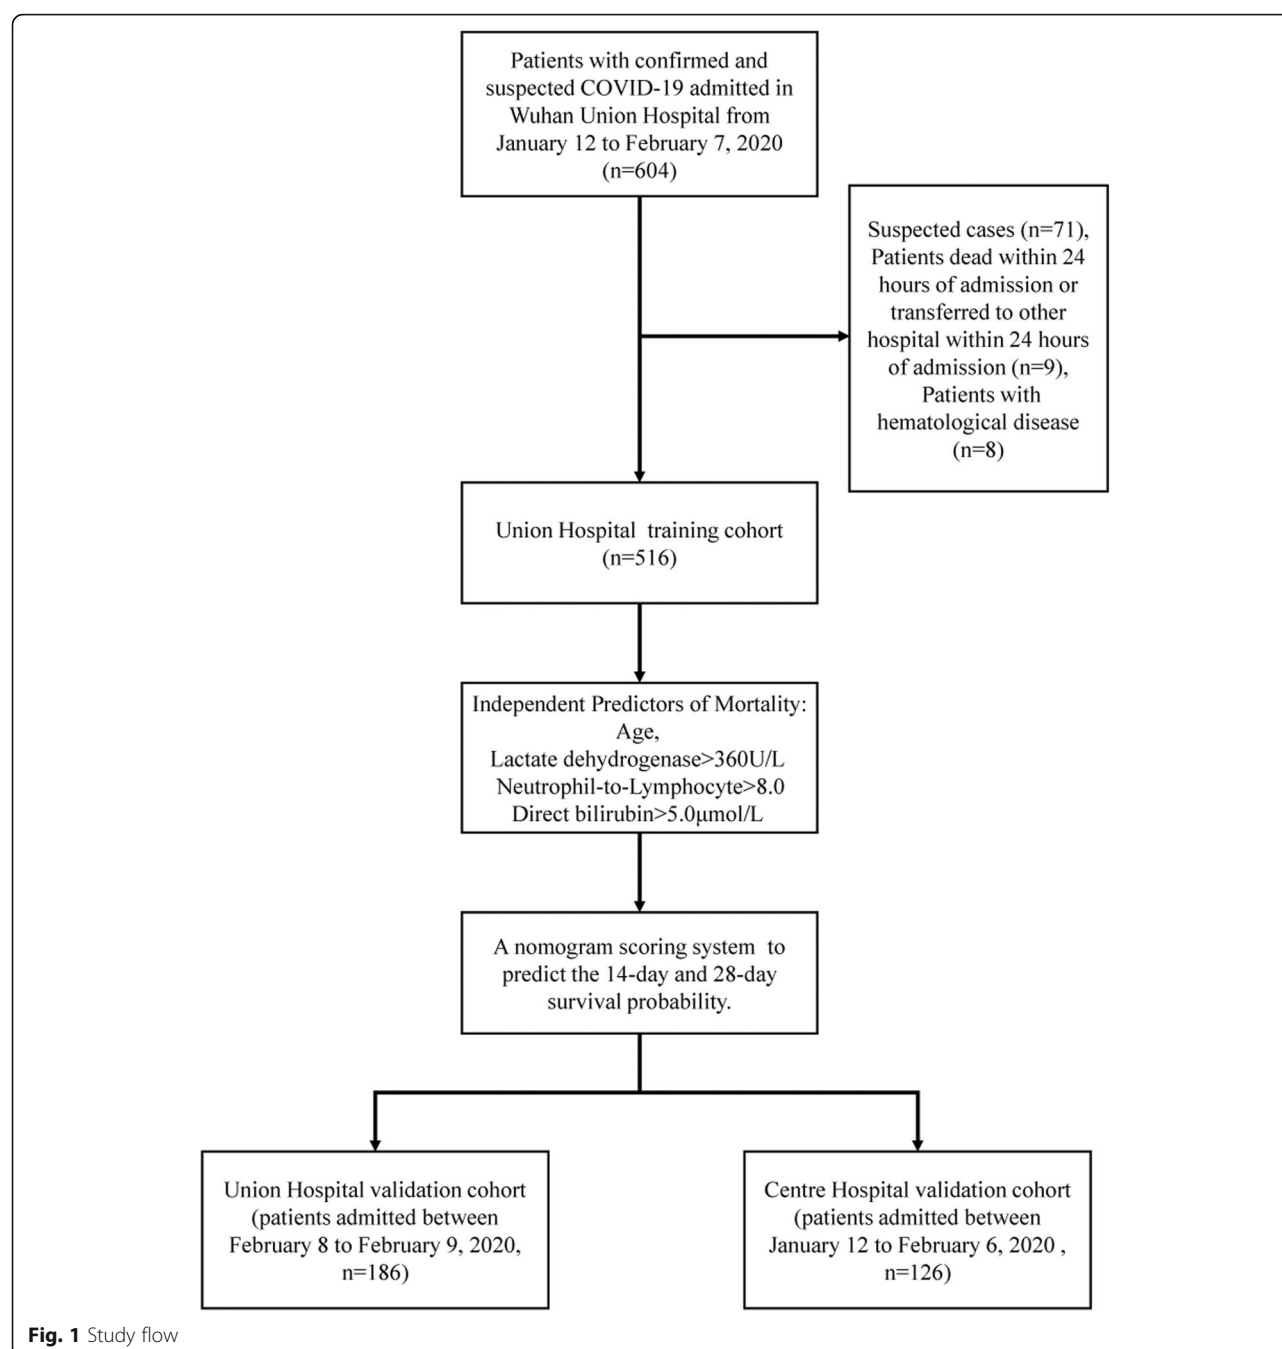 Patients with confirmed and
suspected COVID-19 admitted in
Wuhan Union Hospital from
January 12 to February 7, 2020
(n=604)
Suspected cases (n=71),
Patients dead within 24
hours of admission or
transferred to other
hospital within 24 hours
of admission (n=9),
Patients with
hematological disease
(n=8)
Union Hospital training cohort
(n=516)
Independent Predictors of Mortality:
Age,
Lactate dehydrogenase>360U/L
Neutrophil-to-Lymphocyte>8.0
Direct bilirubin>5.0μmol/L
A nomogram scoring system to
predict the 14-day and 28-day
survival probability.
Union Hospital validation cohort
(patients admitted between
February 8 to February 9, 2020,
n=186)
Centre Hospital validation cohort
(patients admitted between
January 12 to February 6, 2020 ,
n=126)
Fig. 1 Study flow